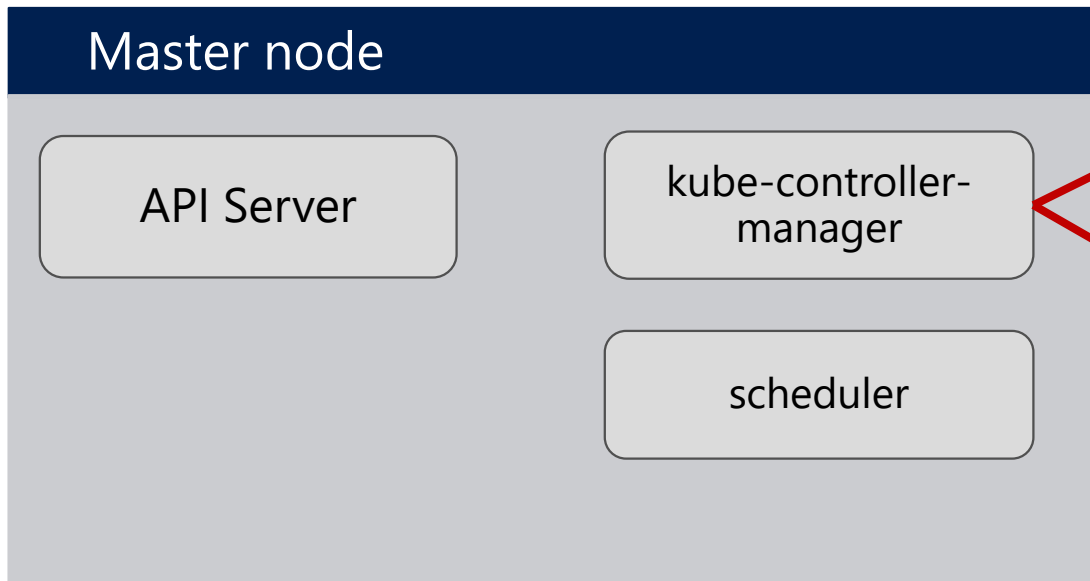 Master node
API Server
kube-controller-
manager
scheduler